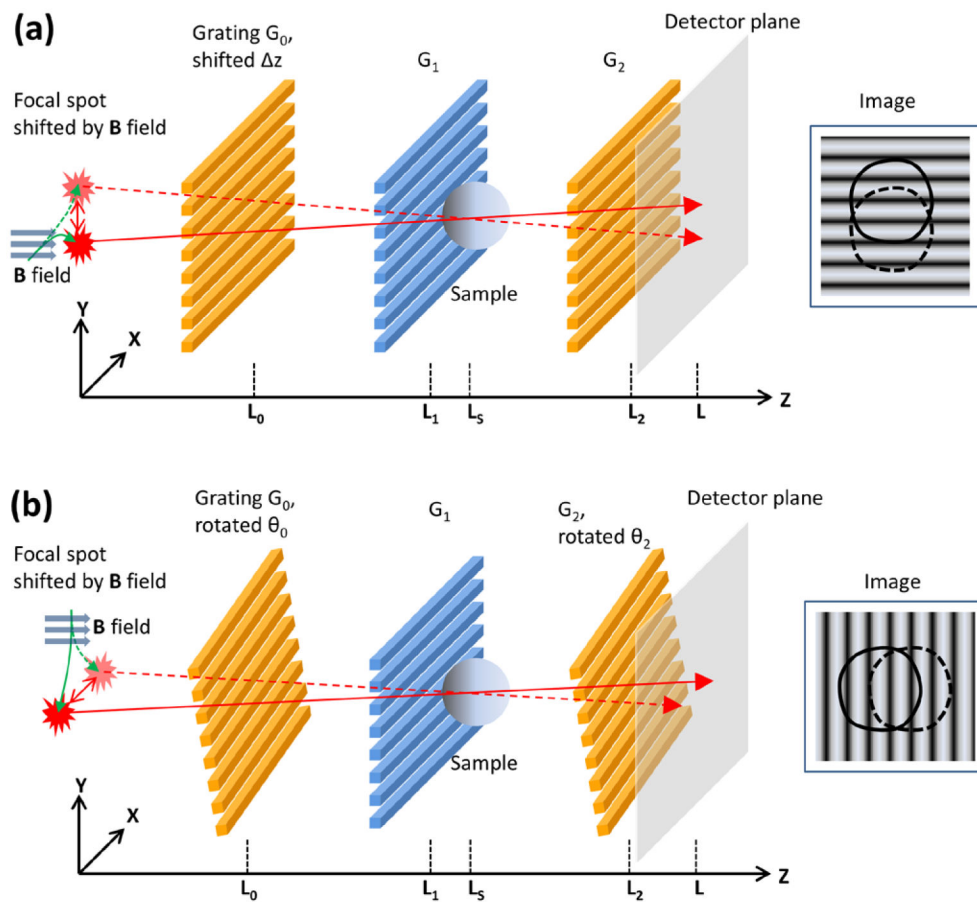 (a)
Detector plane
Grating G₀,
shifted Δz
G₁
G₂
Image
Focal spot
shifted by B field
B field
Sample
Y
X
Z
L₀
L₁
Lₛ
L₂
L
(b)
Grating G₀,
rotated θ₀
G₁
G₂,
rotated θ₂
Detector plane
Focal spot
shifted by B field
B field
Image
Sample
Y
X
Z
L₀
L₁
Lₛ
L₂
L